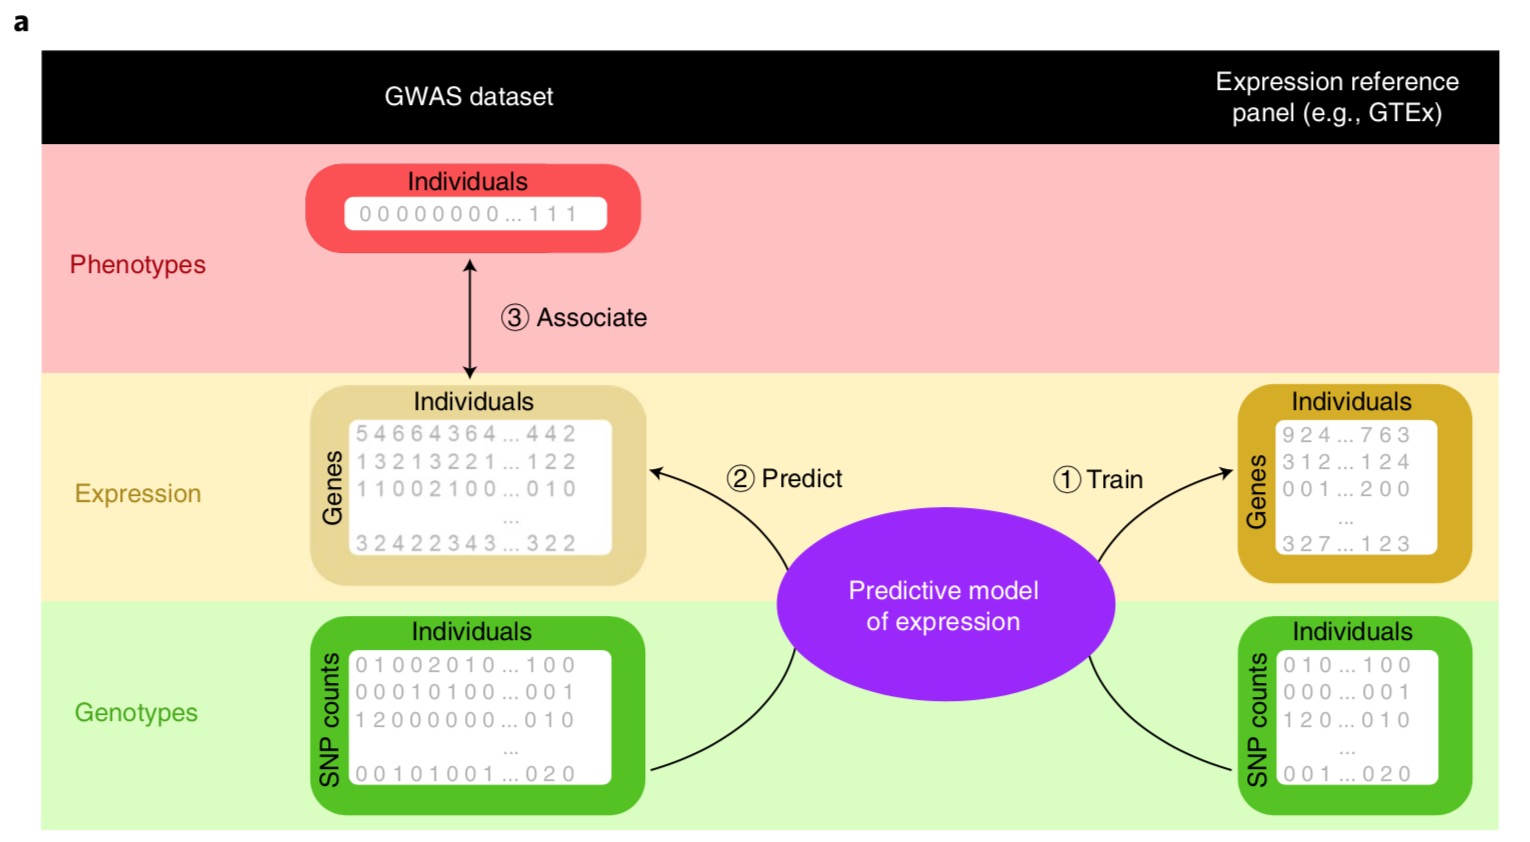 a
GWAS dataset
Expression reference
panel (e.g., GTEx)
Phenotypes
Individuals
0 0 0 0 0 0 0 0 ... 1 1 1
③ Associate
Expression
Individuals
Genes
5 4 6 6 4 3 6 4 ... 4 4 2
1 3 2 1 3 2 2 1 ... 1 2 2
1 1 0 0 2 1 0 0 ... 0 1 0
...
3 2 4 2 2 3 4 3 ... 3 2 2
② Predict
① Train
Individuals
Genes
9 2 4 ... 7 6 3
3 1 2 ... 1 2 4
0 0 1 ... 2 0 0
...
3 2 7 ... 1 2 3
Predictive model
of expression
Genotypes
Individuals
SNP counts
0 1 0 0 2 0 1 0 ... 1 0 0
0 0 0 1 0 1 0 0 ... 0 0 1
1 2 0 0 0 0 0 0 ... 0 1 0
...
0 0 1 0 1 0 0 1 ... 0 2 0
Individuals
SNP counts
0 1 0 ... 1 0 0
0 0 0 ... 0 0 1
1 2 0 ... 0 1 0
...
0 0 1 ... 0 2 0